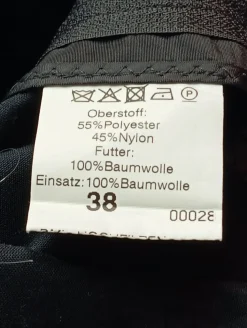 Oberstoff:
55%Polyester
45%Nylon
Futter:
100%Baumwolle
Einsatz:100%Baumwolle
38
00028